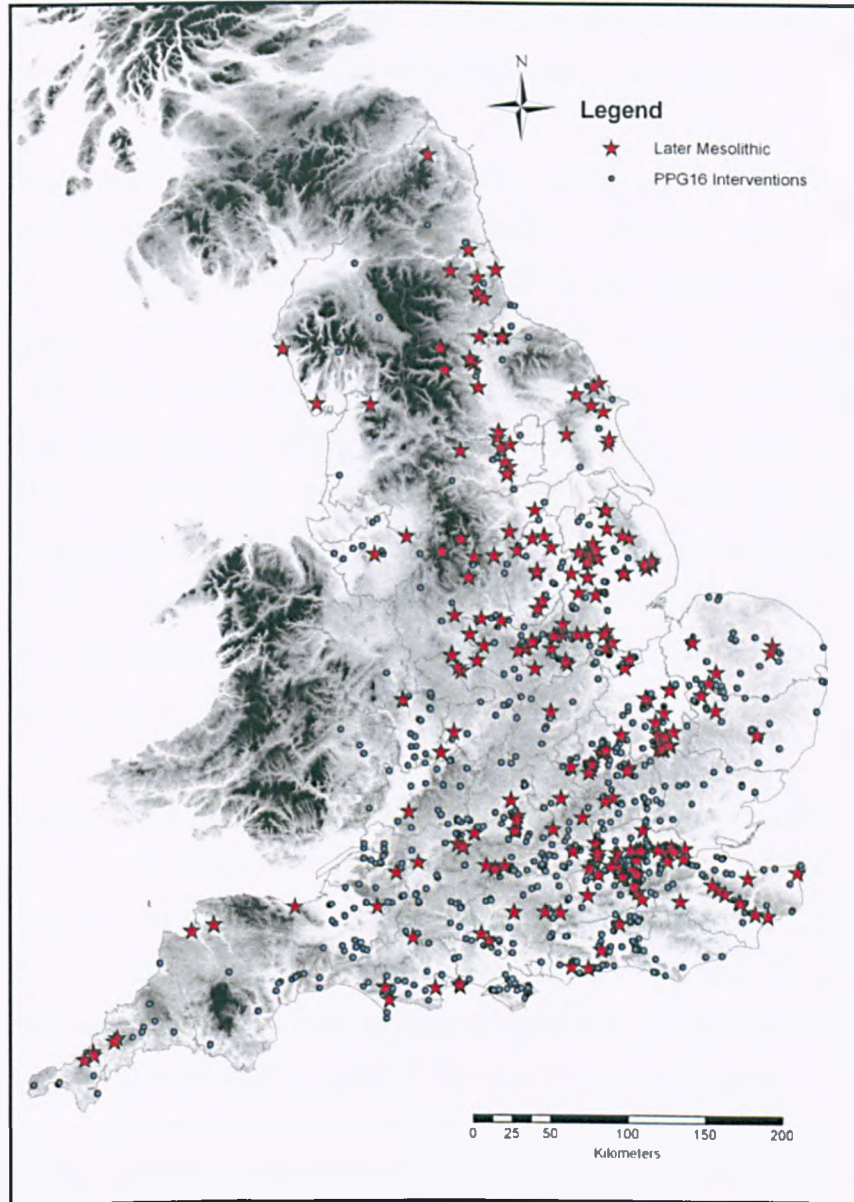 N
Legend
Later Mesolithic
PPG16 Interventions
0 25 50 100 150 200
Kilometers